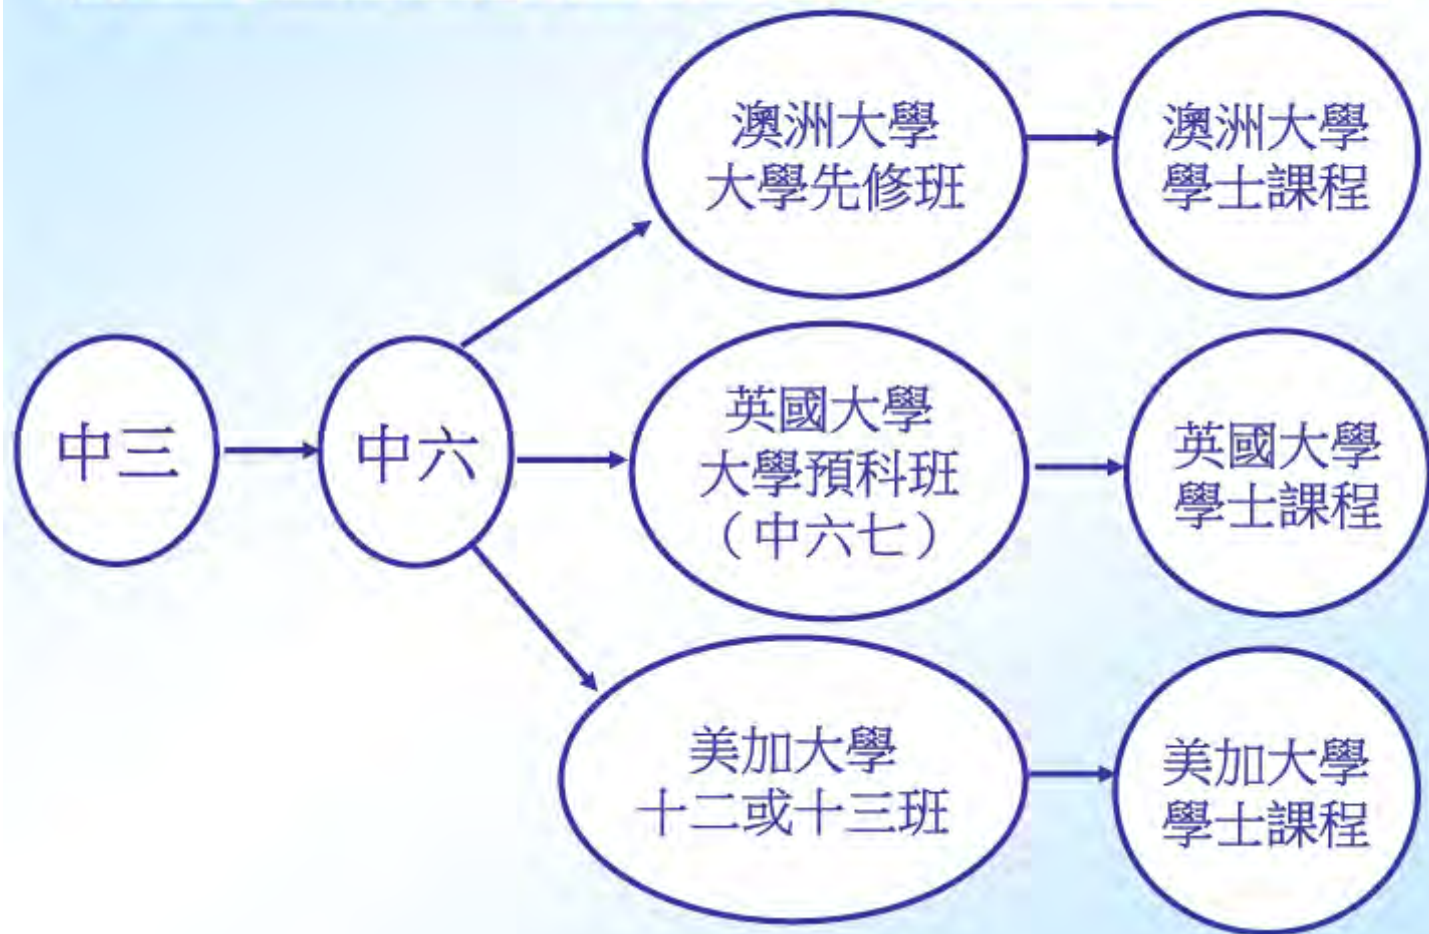 澳洲大學
大學先修班
澳洲大學
學士課程
中三
中六
英國大學
大學預科班
（中六七）
英國大學
學士課程
美加大學
十二或十三班
美加大學
學士課程